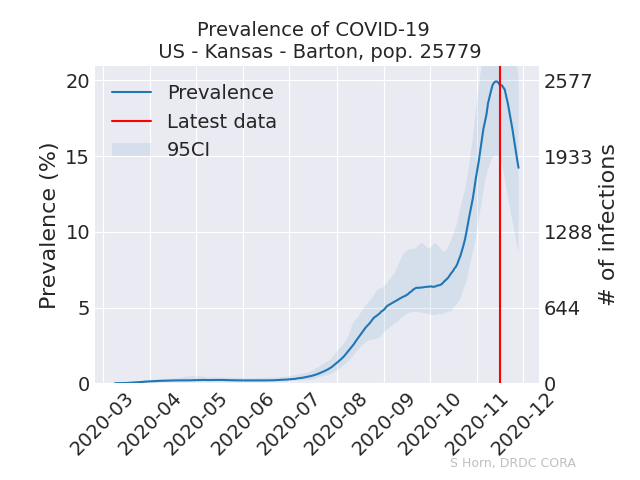 Prevalence of COVID-19
US - Kansas - Barton, pop. 25779
Prevalence
Latest data
95CI
Prevalence (%)
20
15
10
5
0
2577
1933
1288
644
0
# of infections
2020-03
2020-04
2020-05
2020-06
2020-07
2020-08
2020-09
2020-10
2020-11
2020-12
S Horn, DRDC CORA